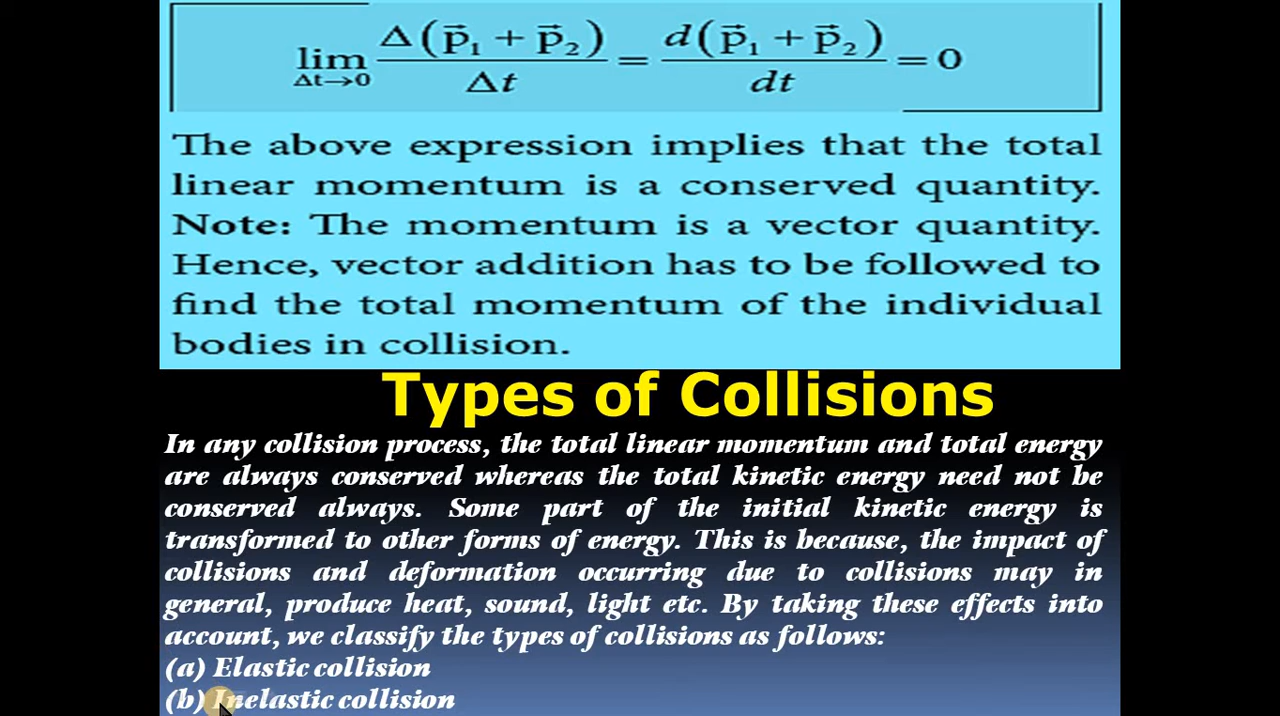 lim Δt→0 Δ(p⃗₁ + p⃗₂) / Δt = d(p⃗₁ + p⃗₂) / dt = 0
The above expression implies that the total
linear momentum is a conserved quantity.
Note: The momentum is a vector quantity.
Hence, vector addition has to be followed to
find the total momentum of the individual
bodies in collision.
Types of Collisions
In any collision process, the total linear momentum and total energy
are always conserved whereas the total kinetic energy need not be
conserved always. Some part of the initial kinetic energy is
transformed to other forms of energy. This is because, the impact of
collisions and deformation occurring due to collisions may in
general, produce heat, sound, light etc. By taking these effects into
account, we classify the types of collisions as follows:
(a) Elastic collision
(b) Inelastic collision